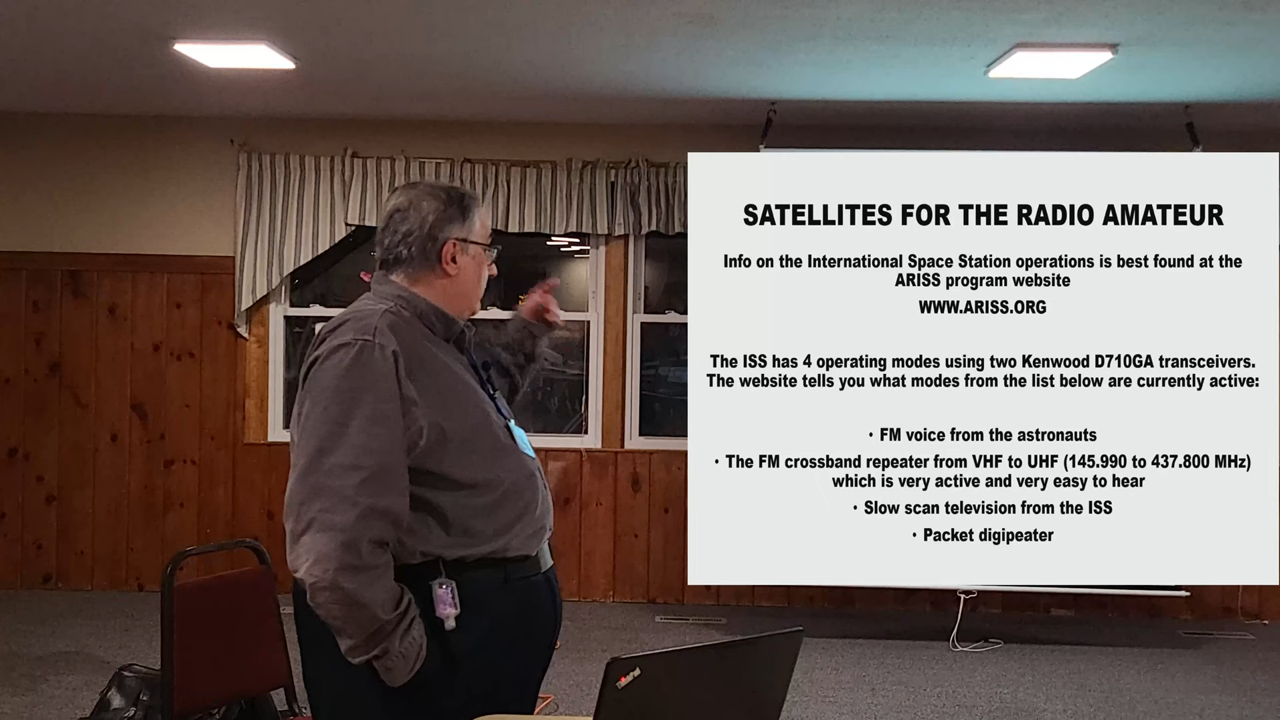 SATELLITES FOR THE RADIO AMATEUR
Info on the International Space Station operations is best found at the
ARISS program website
WWW.ARISS.ORG
The ISS has 4 operating modes using two Kenwood D710GA transceivers.
The website tells you what modes from the list below are currently active:
• FM voice from the astronauts
• The FM crossband repeater from VHF to UHF (145.990 to 437.800 MHz)
which is very active and very easy to hear
• Slow scan television from the ISS
• Packet digipeater
ThinkPad